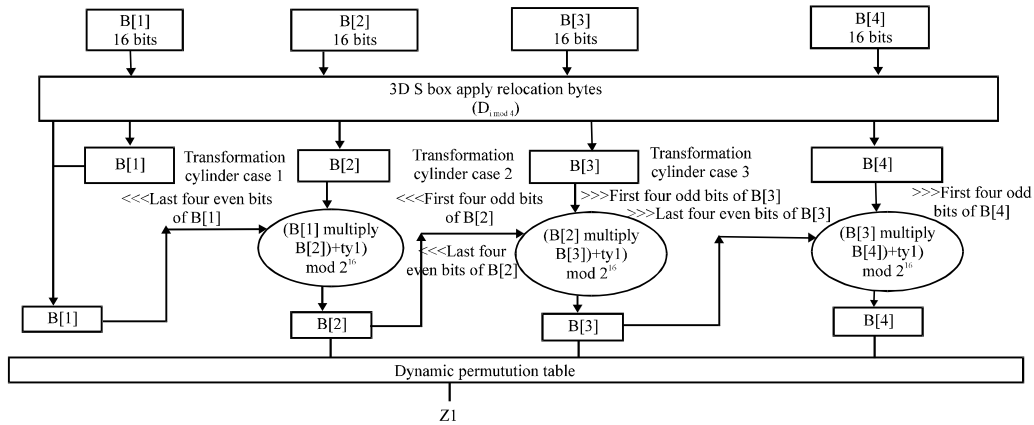 B[1]
16 bits
B[2]
16 bits
B[3]
16 bits
B[4]
16 bits
3D S box apply relocation bytes
(D i mod 4)
B[1]
Transformation
cylinder case 1
B[2]
Transformation
cylinder case 2
B[3]
Transformation
cylinder case 3
B[4]
<<<Last four even bits
of B[1]
<<<First four odd bits
of B[2]
>>>First four odd bits of B[3]
>>>Last four even bits of B[3]
>>>First four odd
bits of B[4]
(B[1] multiply
B[2])+ty1)
mod 2^16
<<<Last four
even bits of B[2]
(B[2] multiply
B[3])+ty1)
mod 2^16
(B[3] multiply
B[4])+ty1)
mod 2^16
B[1]
B[2]
B[3]
B[4]
Dynamic permutution table
Z1